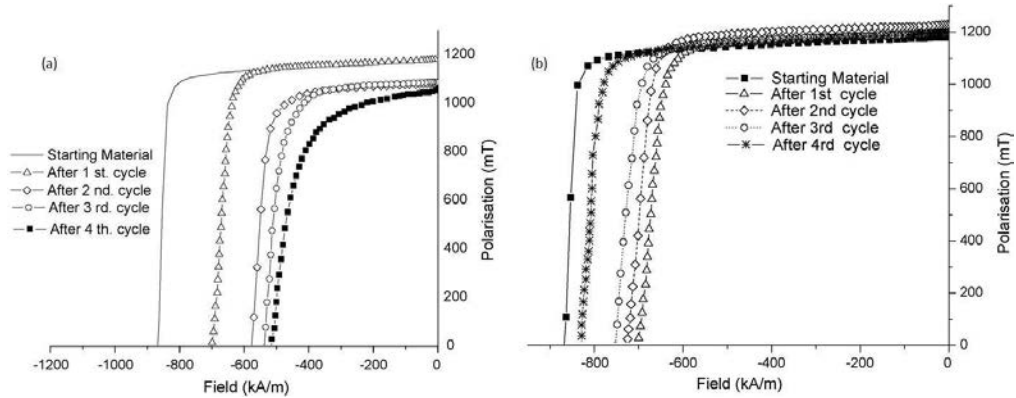 (a)
Starting Material
After 1 st. cycle
After 2 nd. cycle
After 3 rd. cycle
After 4 th. cycle
1200
1000
800
600
400
200
0
Polarisation (mT)
-1200 -1000 -800 -600 -400 -200 0
Field (kA/m)
(b)
Starting Material
After 1st. cycle
After 2nd cycle
After 3rd cycle
After 4rd cycle
1200
1000
800
600
400
200
0
Polarisation (mT)
-800 -600 -400 -200 0
Field (kA/m)